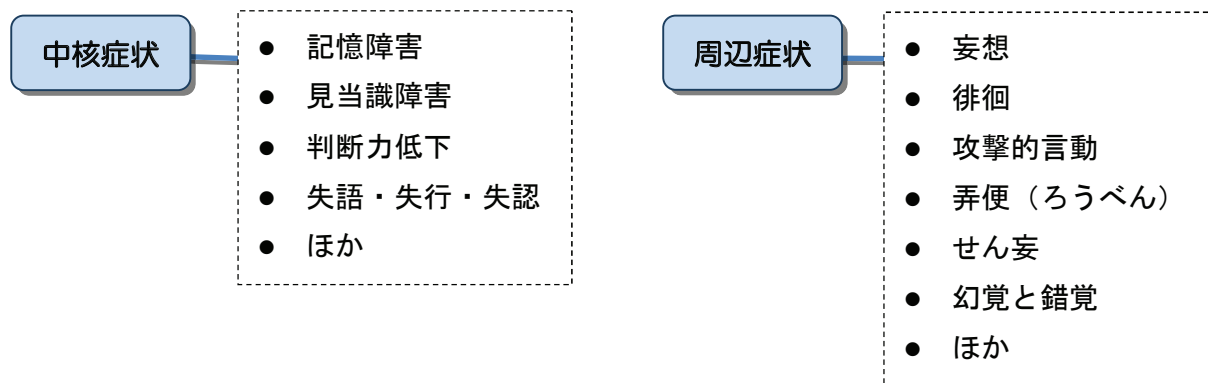 中核症状
● 記憶障害
● 見当識障害
● 判断力低下
● 失語・失行・失認
● ほか
周辺症状
● 妄想
● 徘徊
● 攻撃的言動
● 弄便（ろうべん）
● せん妄
● 幻覚と錯覚
● ほか